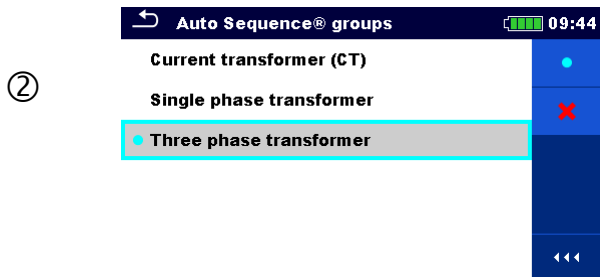 Auto Sequence® groups 09:44
Current transformer (CT)
②
Single phase transformer
Three phase transformer